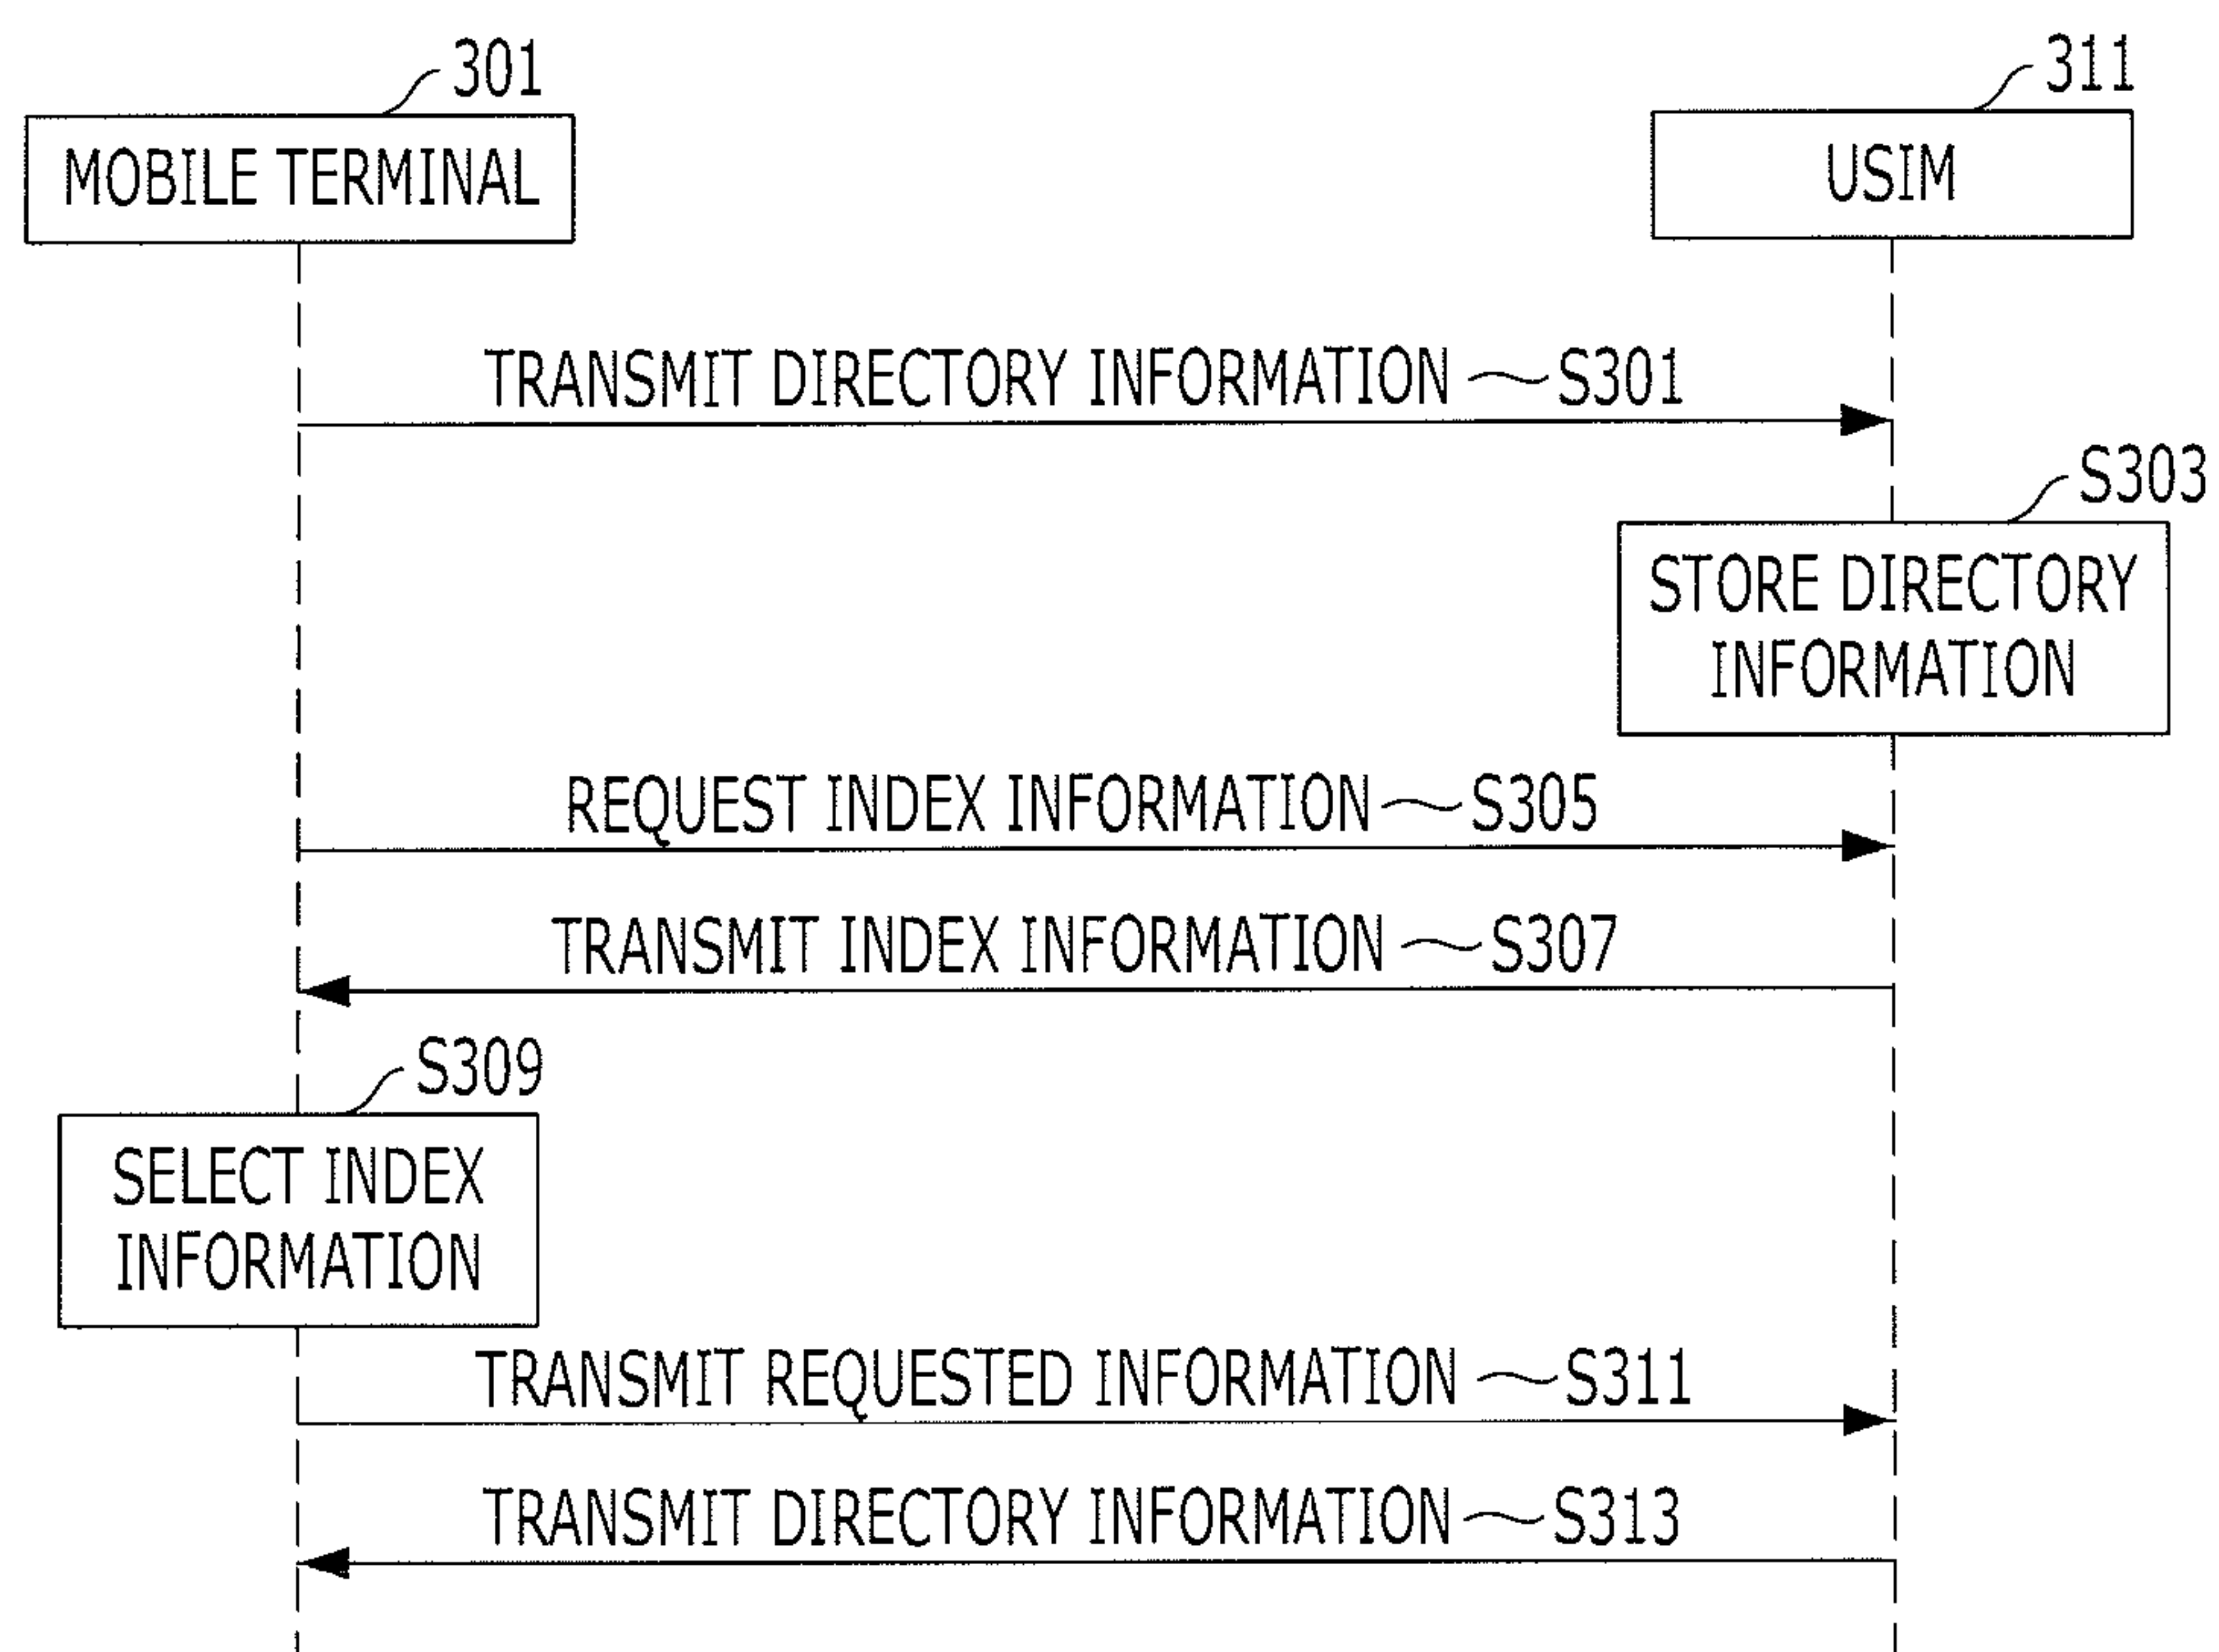 301
311
MOBILE TERMINAL
USIM
TRANSMIT DIRECTORY INFORMATION S301
S303
STORE DIRECTORY
INFORMATION
REQUEST INDEX INFORMATION S305
TRANSMIT INDEX INFORMATION S307
S309
SELECT INDEX
INFORMATION
TRANSMIT REQUESTED INFORMATION S311
TRANSMIT DIRECTORY INFORMATION S313